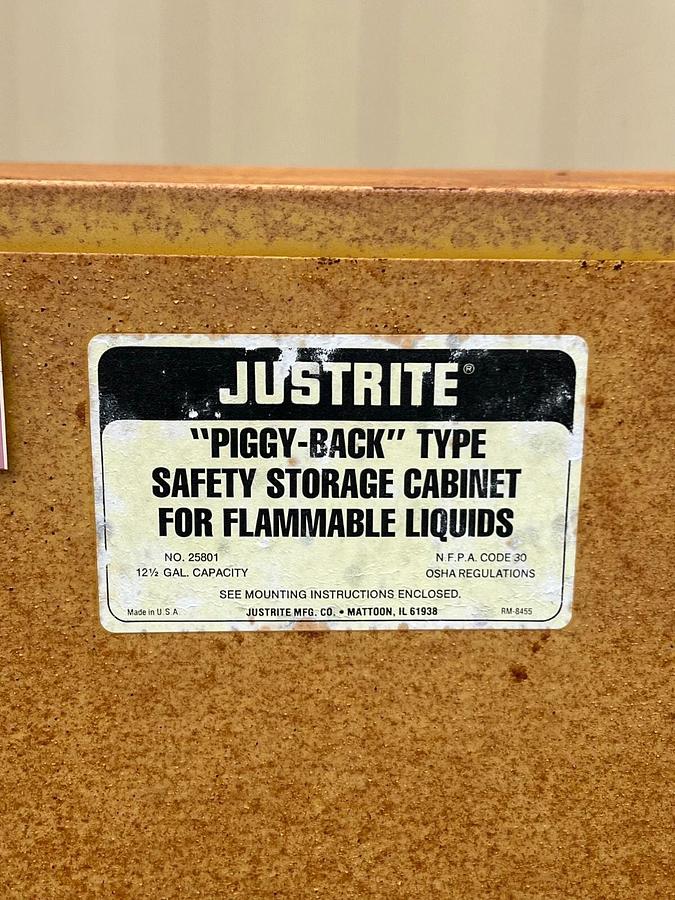 JUSTRITE®
"PIGGY-BACK" TYPE
SAFETY STORAGE CABINET
FOR FLAMMABLE LIQUIDS
NO. 25801 N.F.P.A. CODE 30
12½ GAL. CAPACITY OSHA REGULATIONS
SEE MOUNTING INSTRUCTIONS ENCLOSED.
Made in U.S.A. JUSTRITE MFG. CO. • MATTOON, IL 61938 RM-8455